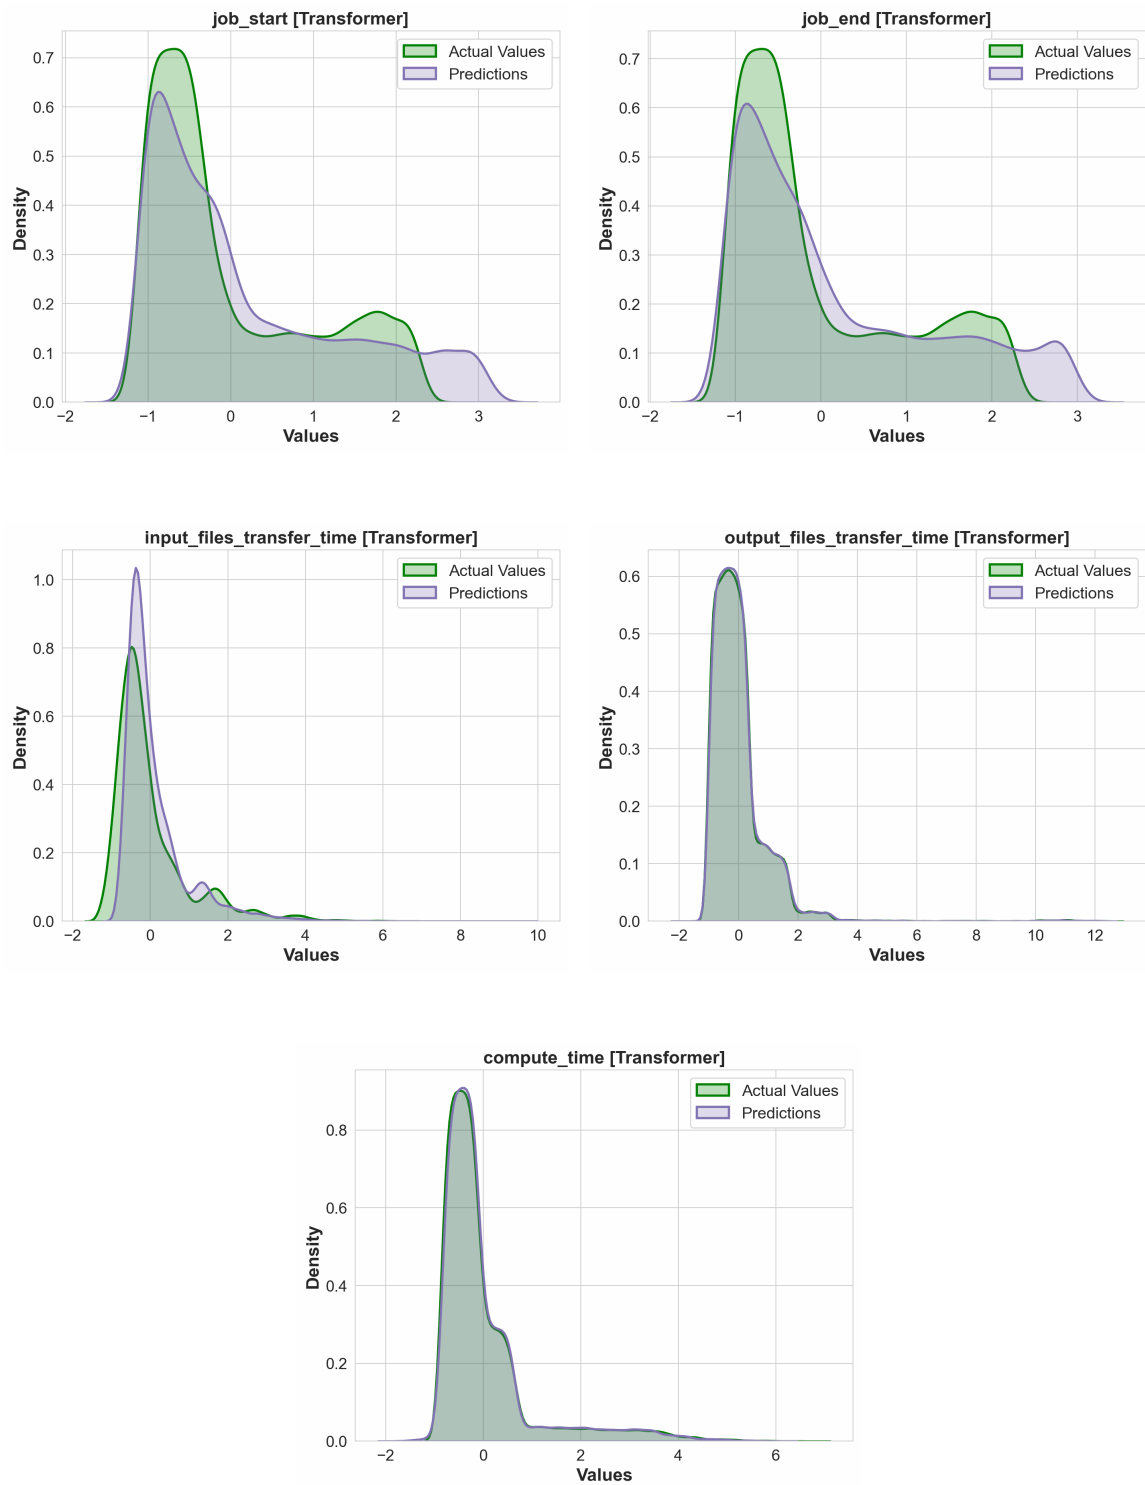 job_start [Transformer]
job_end [Transformer]
Actual Values
Predictions
Actual Values
Predictions
Density
0.7
0.6
0.5
0.4
0.3
0.2
0.1
0.0
−2 −1 0 1 2 3
Values
Density
0.7
0.6
0.5
0.4
0.3
0.2
0.1
0.0
−2 −1 0 1 2 3
Values
input_files_transfer_time [Transformer]
output_files_transfer_time [Transformer]
Actual Values
Predictions
Actual Values
Predictions
Density
1.0
0.8
0.6
0.4
0.2
0.0
−2 0 2 4 6 8 10
Values
Density
0.6
0.5
0.4
0.3
0.2
0.1
0.0
−2 0 2 4 6 8 10 12
Values
compute_time [Transformer]
Actual Values
Predictions
Density
0.8
0.6
0.4
0.2
0.0
−2 0 2 4 6
Values